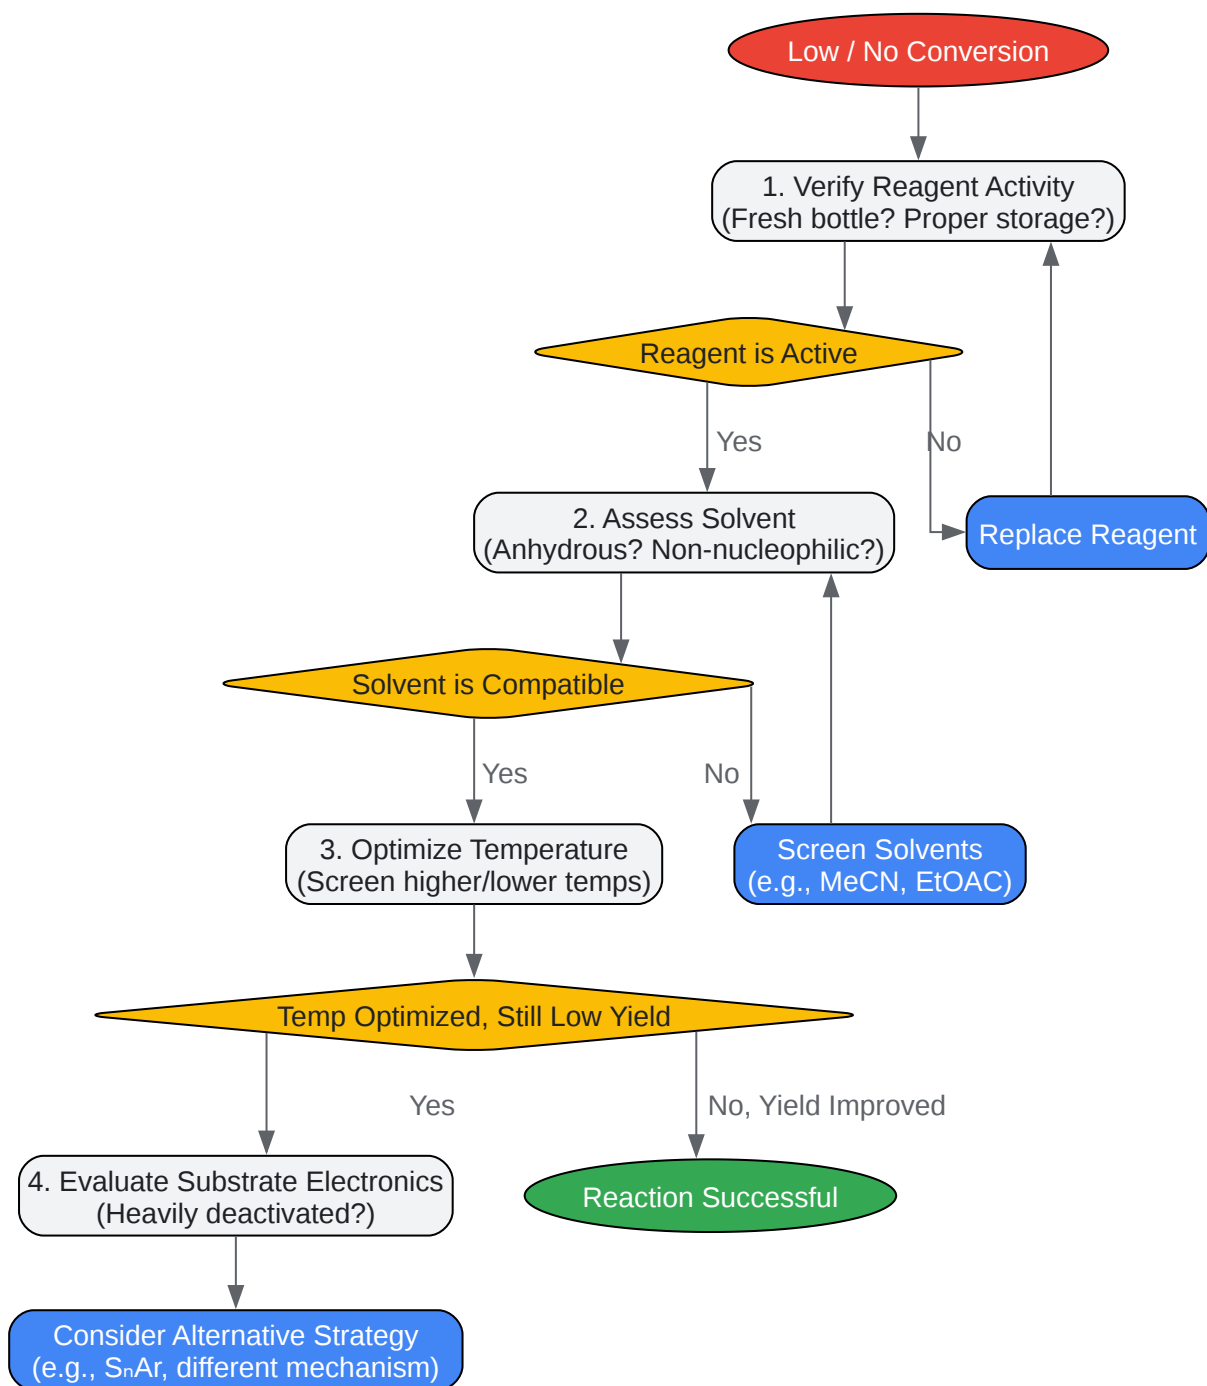 Low / No Conversion
1. Verify Reagent Activity
(Fresh bottle? Proper storage?)
Reagent is Active
Yes
No
2. Assess Solvent
(Anhydrous? Non-nucleophilic?)
Replace Reagent
Solvent is Compatible
Yes
No
3. Optimize Temperature
(Screen higher/lower temps)
Screen Solvents
(e.g., MeCN, EtOAC)
Temp Optimized, Still Low Yield
Yes
No, Yield Improved
4. Evaluate Substrate Electronics
(Heavily deactivated?)
Reaction Successful
Consider Alternative Strategy
(e.g., SₙAr, different mechanism)